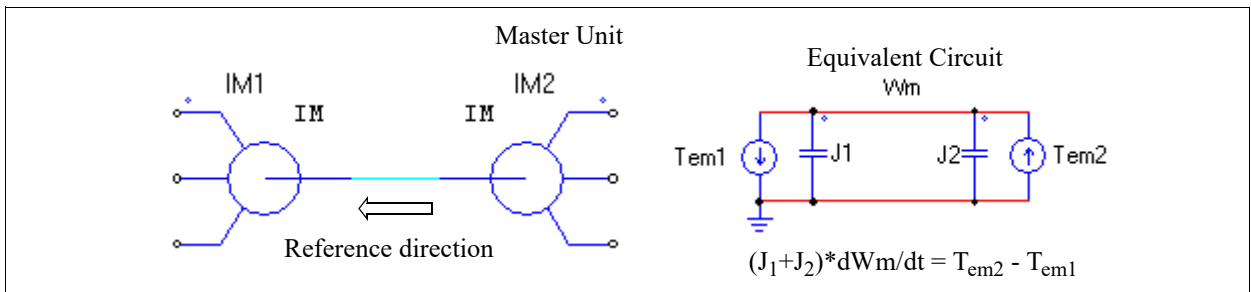 Master Unit
IM1
IM
IM
IM2
Reference direction
Equivalent Circuit
Wm
Tem1
J1
J2
Tem2
(J1+J2)*dWm/dt = Tem2 - Tem1